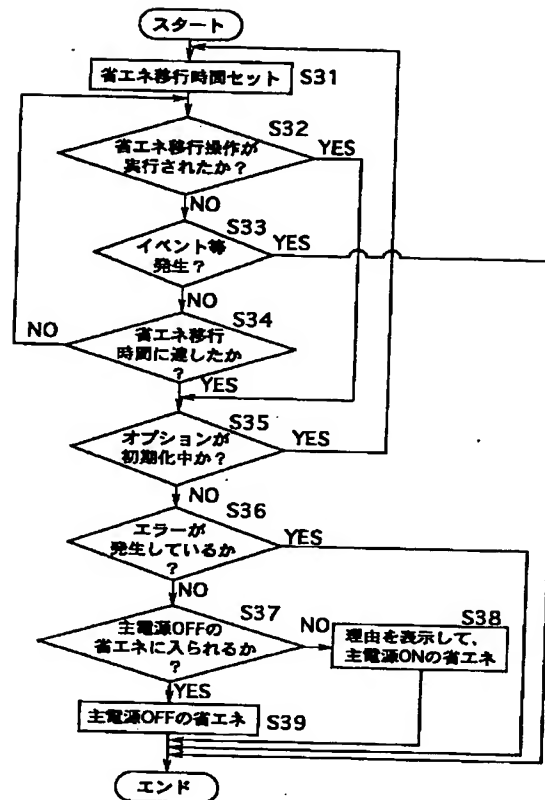 スタート
省エネ移行時間セット S31
S32
省エネ移行操作が
実行されたか?
YES
NO
S33
イベント等
発生?
YES
NO
S34
省エネ移行
時間に達したか
?
NO
YES
S35
オプションが
初期化中か?
YES
NO
S36
エラーが
発生しているか
?
YES
NO
S37
主電源OFFの
省エネに入られるか
?
NO
S38
理由を表示して、
主電源ONの省エネ
YES
主電源OFFの省エネ S39
エンド